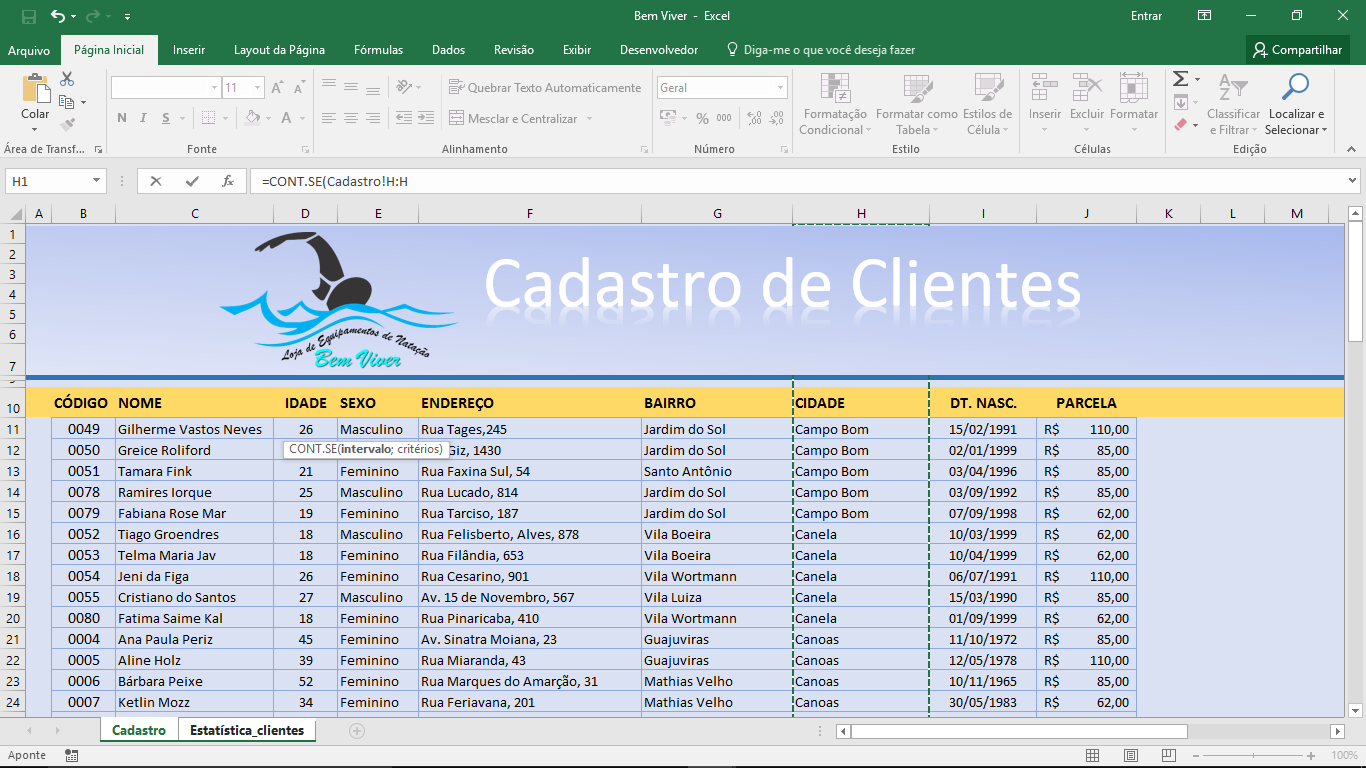 Bem Viver - Excel
Entrar
Arquivo Página Inicial Inserir Layout da Página Fórmulas Dados Revisão Exibir Desenvolvedor Diga-me o que você deseja fazer Compartilhar
Colar
Área de Transf...
11
N I S
A
Fonte
Quebrar Texto Automaticamente
Mesclar e Centralizar
Alinhamento
Geral
% 000
Número
Formatação Condicional
Formatar como Tabela
Estilos de Célula
Estilo
Inserir Excluir Formatar
Células
Classificar e Filtrar
Localizar e Selecionar
Edição
H1 =CONT.SE(Cadastro!H:H
A B C D E F G H I J K L M
1
2
3
4
5
6
7
Cadastro de Clientes
Loja de Equipamentos de Natação
Bem Viver
10 CÓDIGO NOME IDADE SEXO ENDEREÇO BAIRRO CIDADE DT. NASC. PARCELA
11 0049 Gilherme Vastos Neves 26 Masculino Rua Tages,245 Jardim do Sol Campo Bom 15/02/1991 R$ 110,00
12 0050 Greice Roliford CONT.SE(intervalo; critérios) Giz, 1430 Jardim do Sol Campo Bom 02/01/1999 R$ 85,00
13 0051 Tamara Fink 21 Feminino Rua Faxina Sul, 54 Santo Antônio Campo Bom 03/04/1996 R$ 85,00
14 0078 Ramires Iorque 25 Masculino Rua Lucado, 814 Jardim do Sol Campo Bom 03/09/1992 R$ 85,00
15 0079 Fabiana Rose Mar 19 Feminino Rua Tarciso, 187 Jardim do Sol Campo Bom 07/09/1998 R$ 62,00
16 0052 Tiago Groendres 18 Masculino Rua Felisberto, Alves, 878 Vila Boeira Canela 10/03/1999 R$ 62,00
17 0053 Telma Maria Jav 18 Feminino Rua Filândia, 653 Vila Boeira Canela 10/04/1999 R$ 62,00
18 0054 Jeni da Figa 26 Feminino Rua Cesarino, 901 Vila Wortmann Canela 06/07/1991 R$ 110,00
19 0055 Cristiano do Santos 27 Masculino Av. 15 de Novembro, 567 Vila Luiza Canela 15/03/1990 R$ 85,00
20 0080 Fatima Saime Kal 18 Feminino Rua Pinaricaba, 410 Vila Wortmann Canela 01/09/1999 R$ 62,00
21 0004 Ana Paula Periz 45 Feminino Av. Sinatra Moiana, 23 Guajuviras Canoas 11/10/1972 R$ 85,00
22 0005 Aline Holz 39 Feminino Rua Miaranda, 43 Guajuviras Canoas 12/05/1978 R$ 110,00
23 0006 Bárbara Peixe 52 Feminino Rua Marques do Amarção, 31 Mathias Velho Canoas 10/11/1965 R$ 85,00
24 0007 Ketlin Mozz 34 Feminino Rua Feriavana, 201 Mathias Velho Canoas 30/05/1983 R$ 62,00
Cadastro Estatística_clientes
Aponte 100%